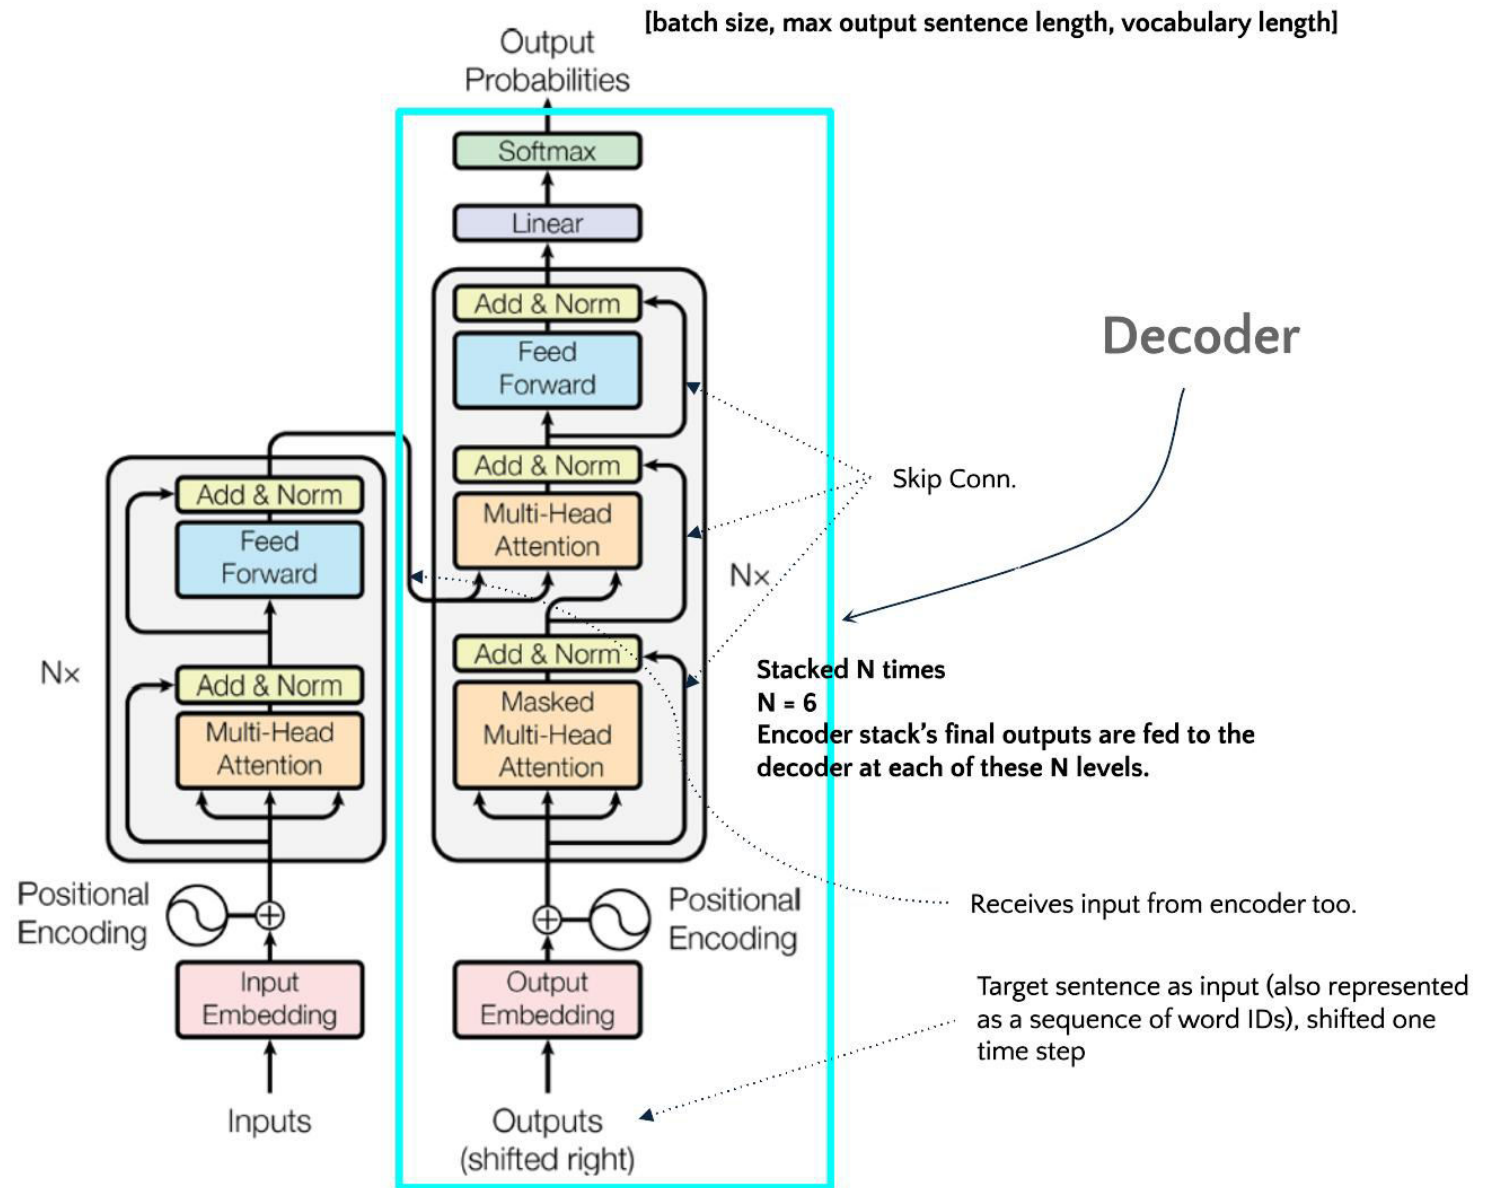 [batch size, max output sentence length, vocabulary length]
Output
Probabilities
Softmax
Linear
Add & Norm
Feed
Forward
Add & Norm
Multi-Head
Attention
Nx
Add & Norm
Masked
Multi-Head
Attention
Positional
Encoding
Output
Embedding
Outputs
(shifted right)
Add & Norm
Feed
Forward
Nx
Add & Norm
Multi-Head
Attention
Positional
Encoding
Input
Embedding
Inputs
Decoder
Skip Conn.
Stacked N times
N = 6
Encoder stack’s final outputs are fed to the
decoder at each of these N levels.
Receives input from encoder too.
Target sentence as input (also represented
as a sequence of word IDs), shifted one
time step